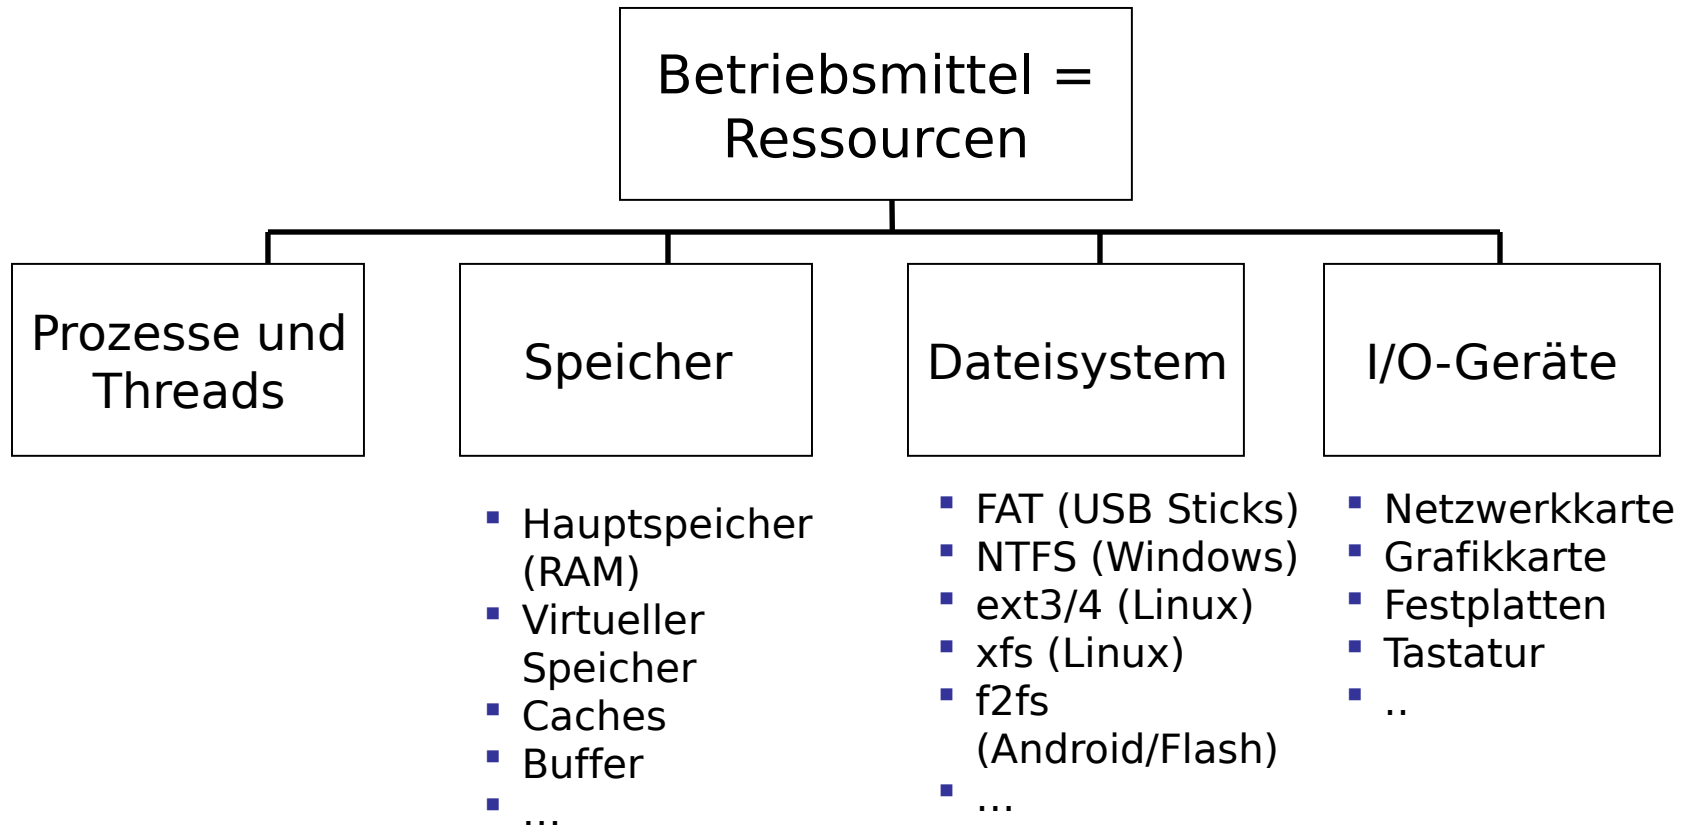 Betriebsmittel =
Ressourcen
Prozesse und
Threads
Speicher
Dateisystem
I/O-Geräte
Hauptspeicher
(RAM)
Virtueller
Speicher
Caches
Buffer
...
FAT (USB Sticks)
NTFS (Windows)
ext3/4 (Linux)
xfs (Linux)
f2fs
(Android/Flash)
...
Netzwerkkarte
Grafikkarte
Festplatten
Tastatur
..